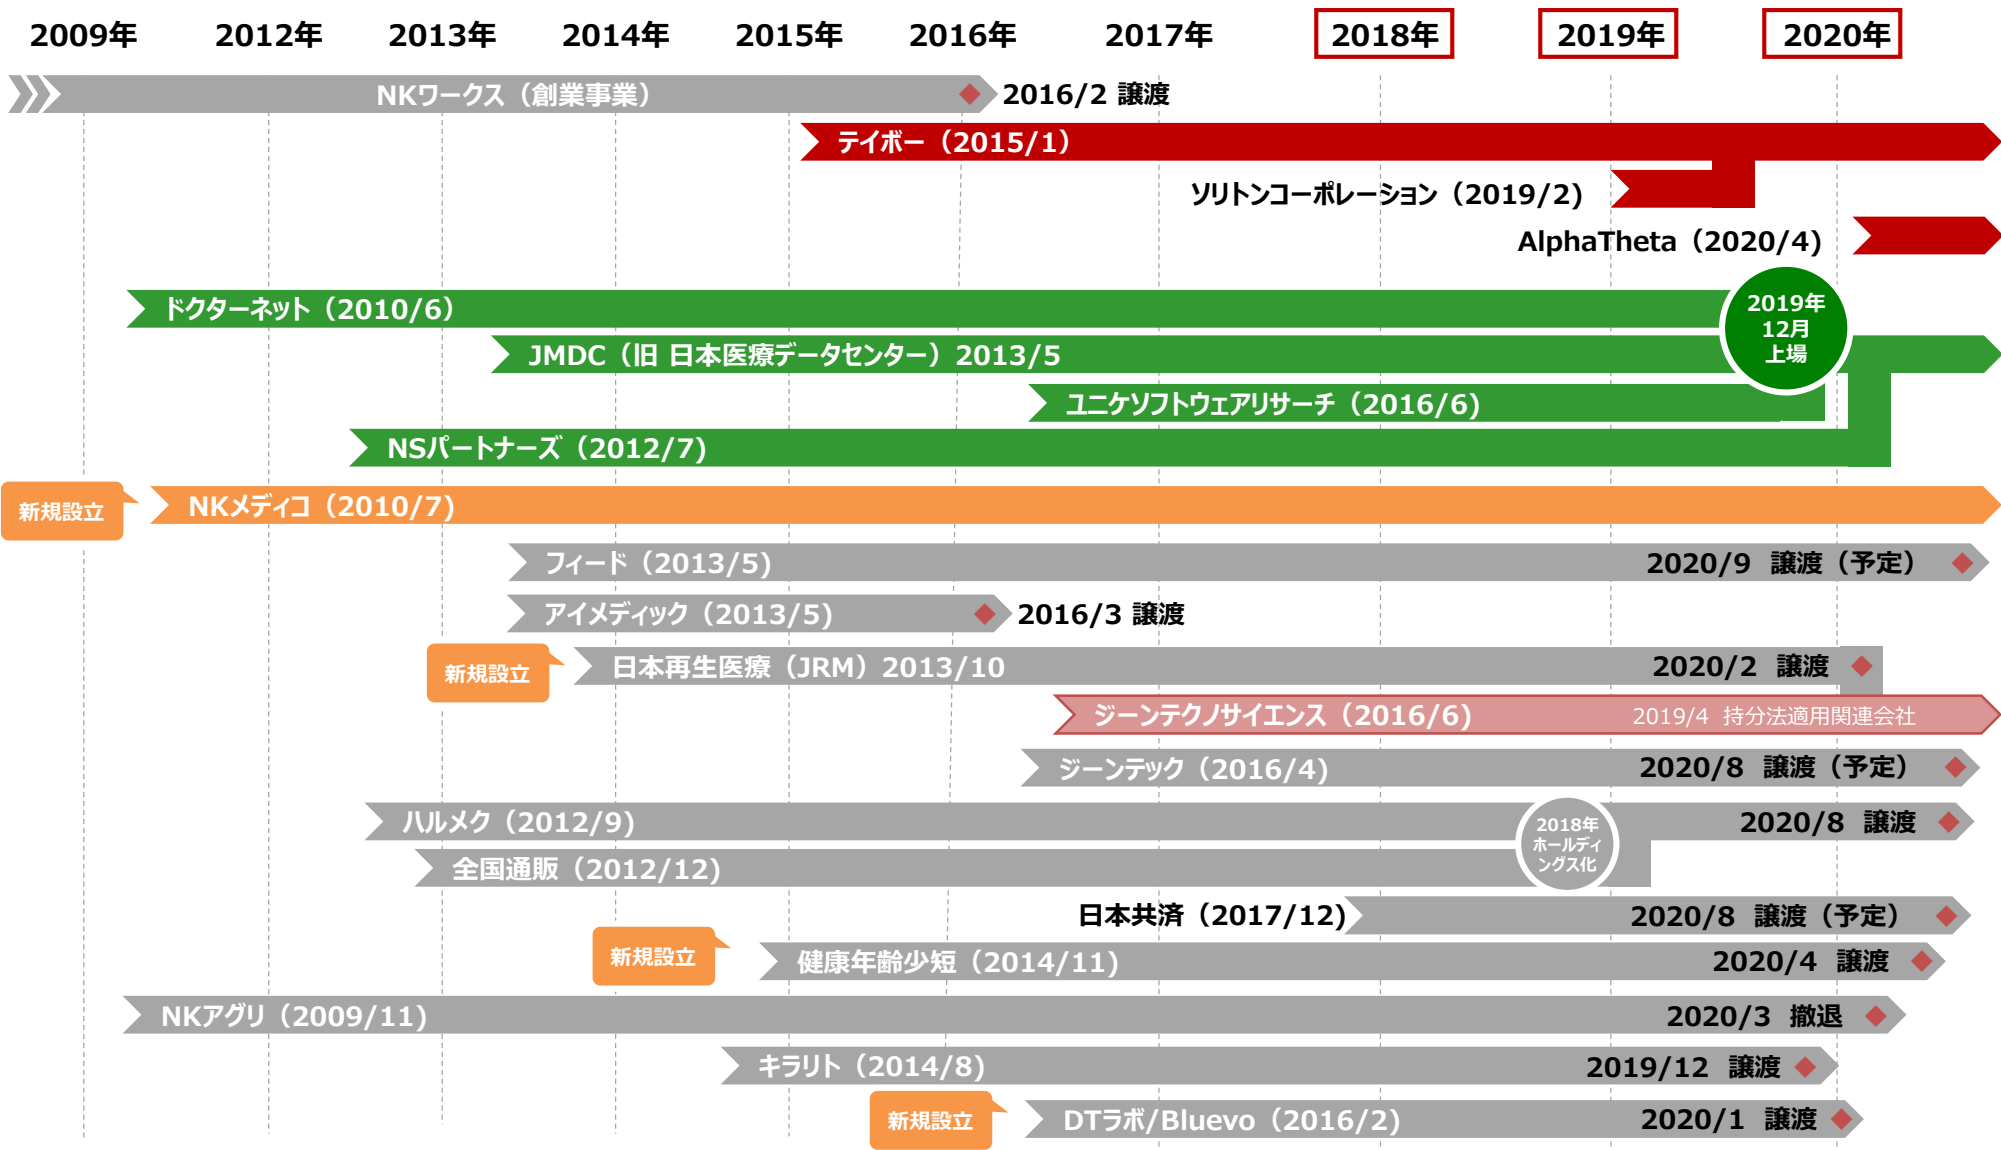 2009年 2012年 2013年 2014年 2015年 2016年 2017年 2018年 2019年 2020年
NKワークス（創業事業） 2016/2 譲渡
テイボー（2015/1）
ソリトンコーポレーション（2019/2)
AlphaTheta（2020/4)
ドクターネット（2010/6）
2019年
12月
上場
JMDC（旧 日本医療データセンター）2013/5
ユニケソフトウェアリサーチ（2016/6)
NSパートナーズ（2012/7)
新規設立
NKメディコ（2010/7)
フィード（2013/5) 2020/9 譲渡（予定）
アイメディック（2013/5) 2016/3 譲渡
新規設立
日本再生医療（JRM）2013/10 2020/2 譲渡
ジーンテクノサイエンス（2016/6) 2019/4 持分法適用関連会社
ジーンテック（2016/4) 2020/8 譲渡（予定）
ハルメク（2012/9) 2020/8 譲渡
2018年
ホールディ
ングス化
全国通販（2012/12)
日本共済（2017/12) 2020/8 譲渡（予定）
新規設立
健康年齢少短（2014/11) 2020/4 譲渡
NKアグリ（2009/11) 2020/3 撤退
キラリト（2014/8) 2019/12 譲渡
新規設立
DTラボ/Bluevo（2016/2) 2020/1 譲渡